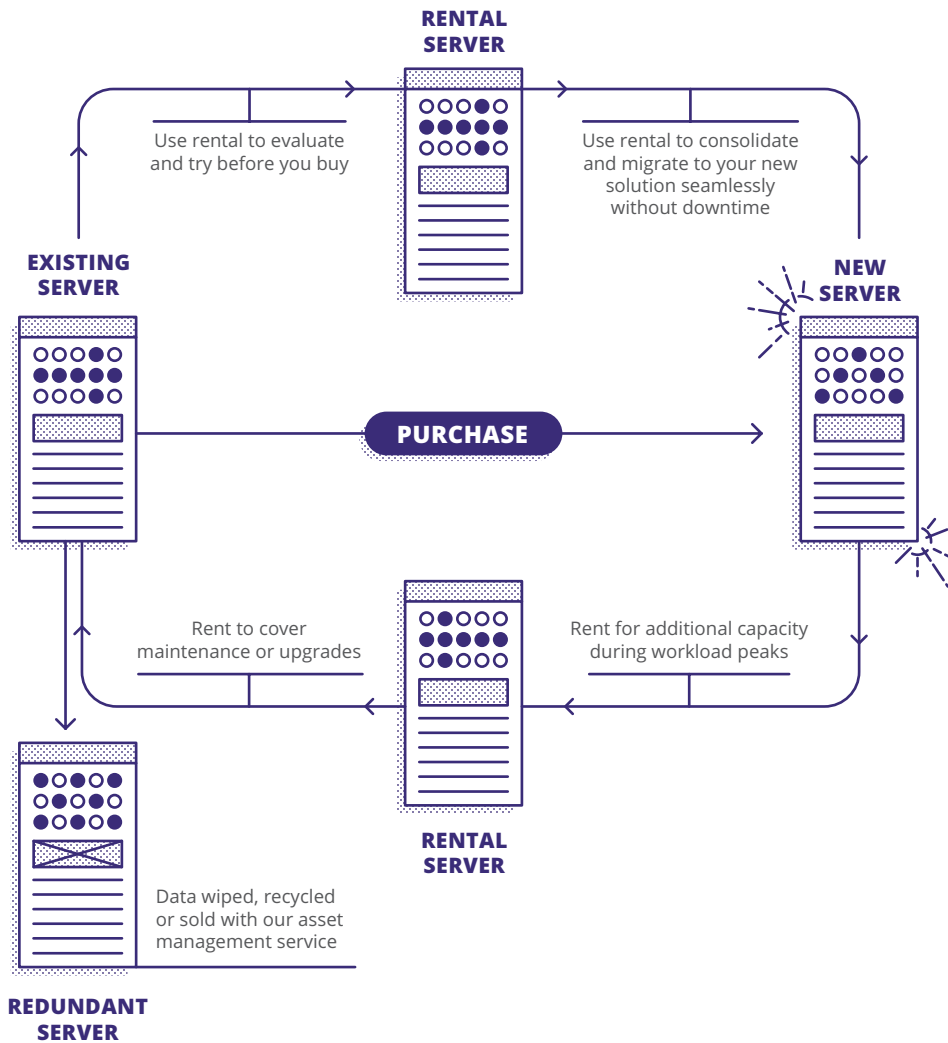 RENTAL
SERVER
Use rental to evaluate
and try before you buy
Use rental to consolidate
and migrate to your new
solution seamlessly
without downtime
EXISTING
SERVER
NEW
SERVER
PURCHASE
Rent to cover
maintenance or upgrades
Rent for additional capacity
during workload peaks
RENTAL
SERVER
Data wiped, recycled
or sold with our asset
management service
REDUNDANT
SERVER